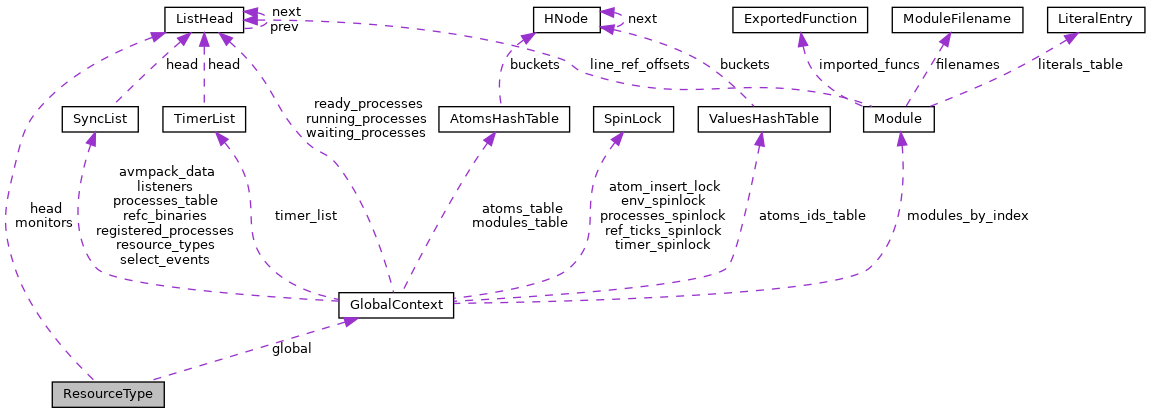 ListHead
next
prev
HNode
next
ExportedFunction
ModuleFilename
LiteralEntry
head
head
buckets
line_ref_offsets
buckets
imported_funcs
filenames
literals_table
ready_processes
running_processes
waiting_processes
SyncList
TimerList
AtomsHashTable
SpinLock
ValuesHashTable
Module
head
monitors
avmpack_data
listeners
processes_table
refc_binaries
registered_processes
resource_types
select_events
timer_list
atoms_table
modules_table
atom_insert_lock
env_spinlock
processes_spinlock
ref_ticks_spinlock
timer_spinlock
atoms_ids_table
modules_by_index
GlobalContext
global
ResourceType